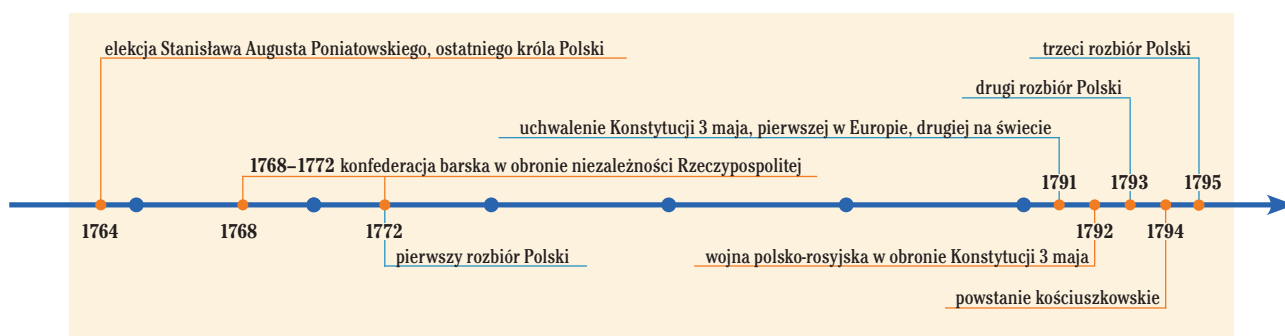 elekcja Stanisława Augusta Poniatowskiego, ostatniego króla Polski
trzeci rozbiór Polski
drugi rozbiór Polski
uchwalenie Konstytucji 3 maja, pierwszej w Europie, drugiej na świecie
1768–1772 konfederacja barska w obronie niezależności Rzeczypospolitej
1791
1793
1795
1764
1768
1772
1792
1794
pierwszy rozbiór Polski
wojna polsko-rosyjska w obronie Konstytucji 3 maja
powstanie kościuszkowskie